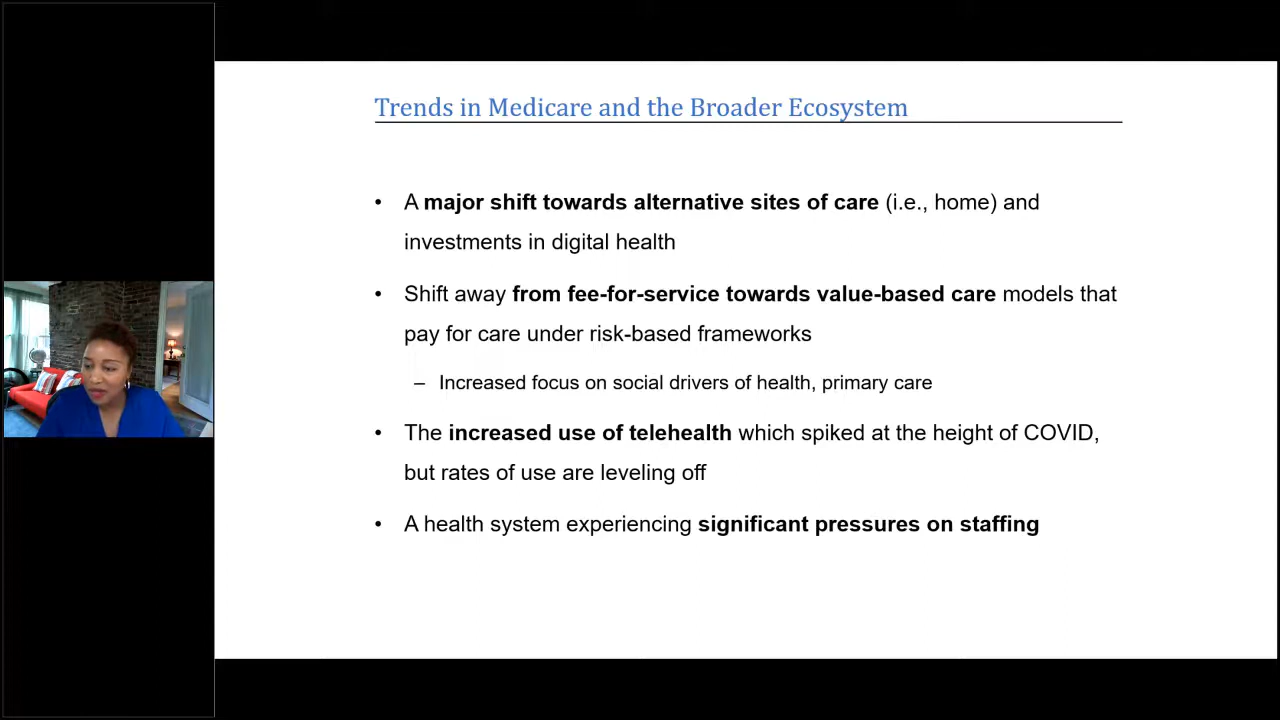 Trends in Medicare and the Broader Ecosystem
• A major shift towards alternative sites of care (i.e., home) and
investments in digital health
• Shift away from fee-for-service towards value-based care models that
pay for care under risk-based frameworks
– Increased focus on social drivers of health, primary care
• The increased use of telehealth which spiked at the height of COVID,
but rates of use are leveling off
• A health system experiencing significant pressures on staffing